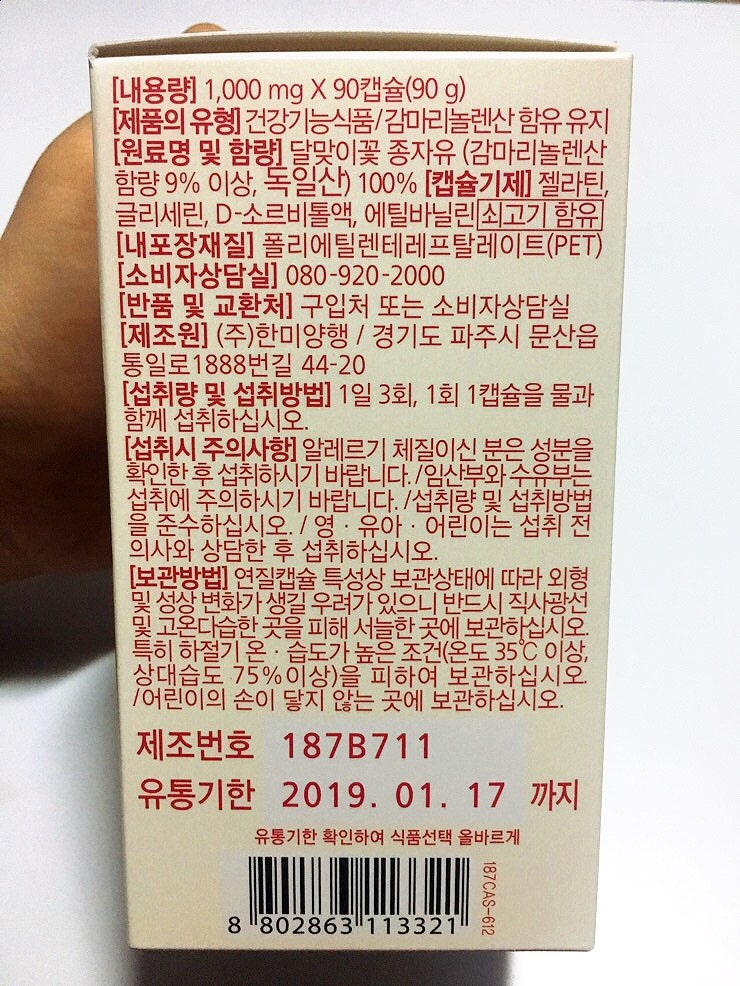 [내용량] 1,000 mg X 90캡슐(90 g)
[제품의 유형] 건강기능식품/감마리놀렌산 함유 유지
[원료명 및 함량] 달맞이꽃 종자유 (감마리놀렌산
함량 9% 이상, 독일산) 100% [캡슐기제] 젤라틴,
글리세린, D-소르비톨액, 에틸바닐린 쇠고기 함유
[내포장재질] 폴리에틸렌테레프탈레이트(PET)
[소비자상담실] 080-920-2000
[반품 및 교환처] 구입처 또는 소비자상담실
[제조원] (주)한미양행 / 경기도 파주시 문산읍
통일로1888번길 44-20
[섭취량 및 섭취방법] 1일 3회, 1회 1캡슐을 물과
함께 섭취하십시오.
[섭취시 주의사항] 알레르기 체질이신 분은 성분을
확인한 후 섭취하시기 바랍니다./임산부와 수유부는
섭취에 주의하시기 바랍니다. /섭취량 및 섭취방법
을 준수하십시오. / 영 · 유아 · 어린이는 섭취 전
의사와 상담한 후 섭취하십시오.
[보관방법] 연질캡슐 특성상 보관상태에 따라 외형
및 성상 변화가 생길 우려가 있으니 반드시 직사광선
및 고온다습한 곳을 피해 서늘한 곳에 보관하십시오.
특히 하절기 온 · 습도가 높은 조건(온도 35℃ 이상,
상대습도 75%이상)을 피하여 보관하십시오.
/어린이의 손이 닿지 않는 곳에 보관하십시오.
제조번호 187B711
유통기한 2019. 01. 17 까지
유통기한 확인하여 식품선택 올바르게
187CAS-612
8 802863 113321